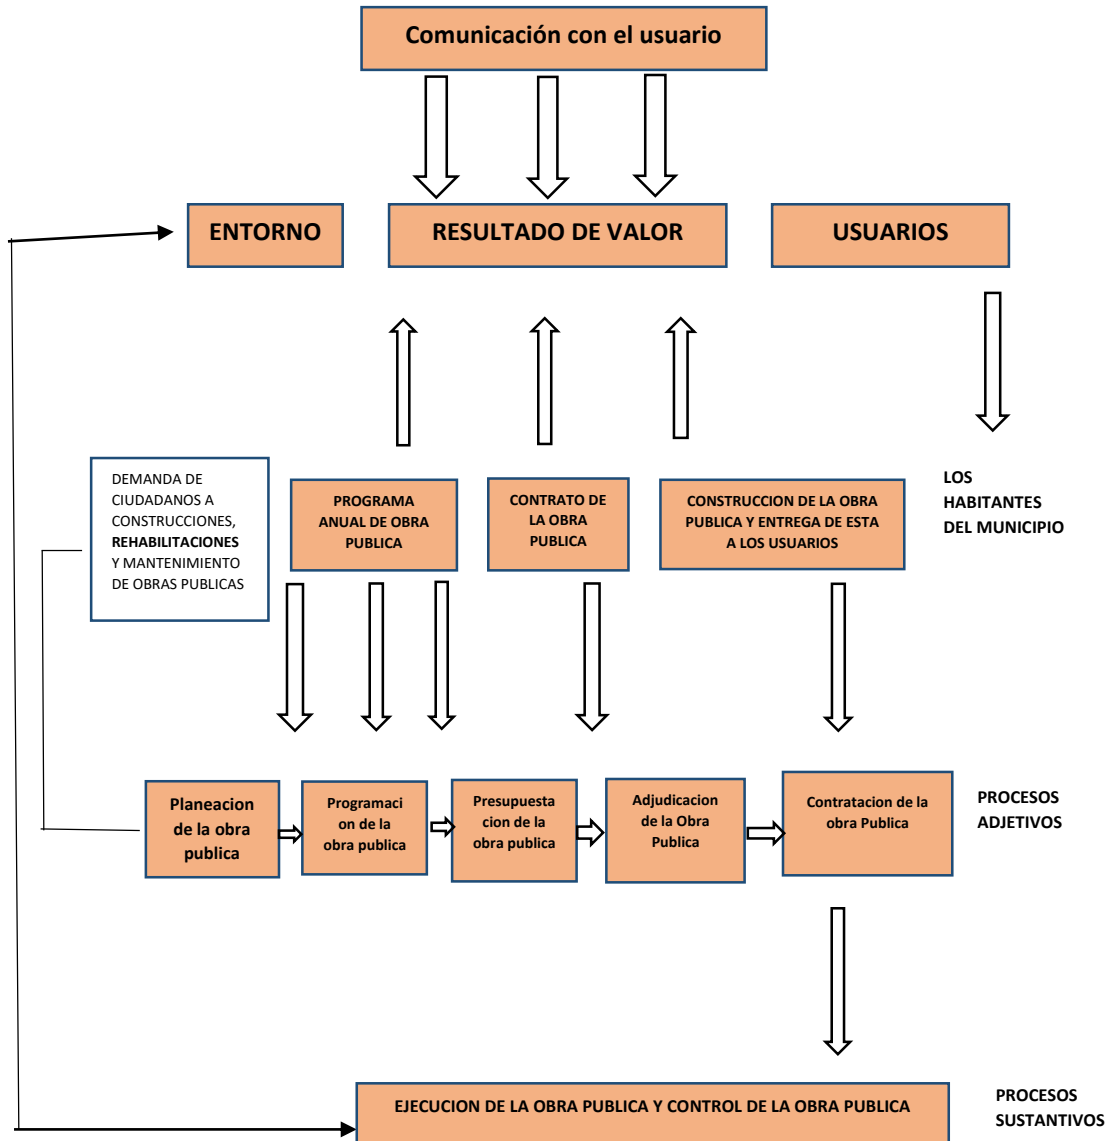 Comunicación con el usuario
ENTORNO
RESULTADO DE VALOR
USUARIOS
DEMANDA DE
CIUDADANOS A
CONSTRUCCIONES,
REHABILITACIONES
Y MANTENIMIENTO
DE OBRAS PUBLICAS
PROGRAMA
ANUAL DE OBRA
PUBLICA
CONTRATO DE
LA OBRA
PUBLICA
CONSTRUCCION DE LA OBRA
PUBLICA Y ENTREGA DE ESTA
A LOS USUARIOS
LOS
HABITANTES
DEL MUNICIPIO
Planeacion
de la obra
publica
Programaci
on de la
obra publica
Presupuesta
cion de la
obra publica
Adjudicacion
de la Obra
Publica
Contratacion de la
obra Publica
PROCESOS
ADJETIVOS
EJECUCION DE LA OBRA PUBLICA Y CONTROL DE LA OBRA PUBLICA
PROCESOS
SUSTANTIVOS